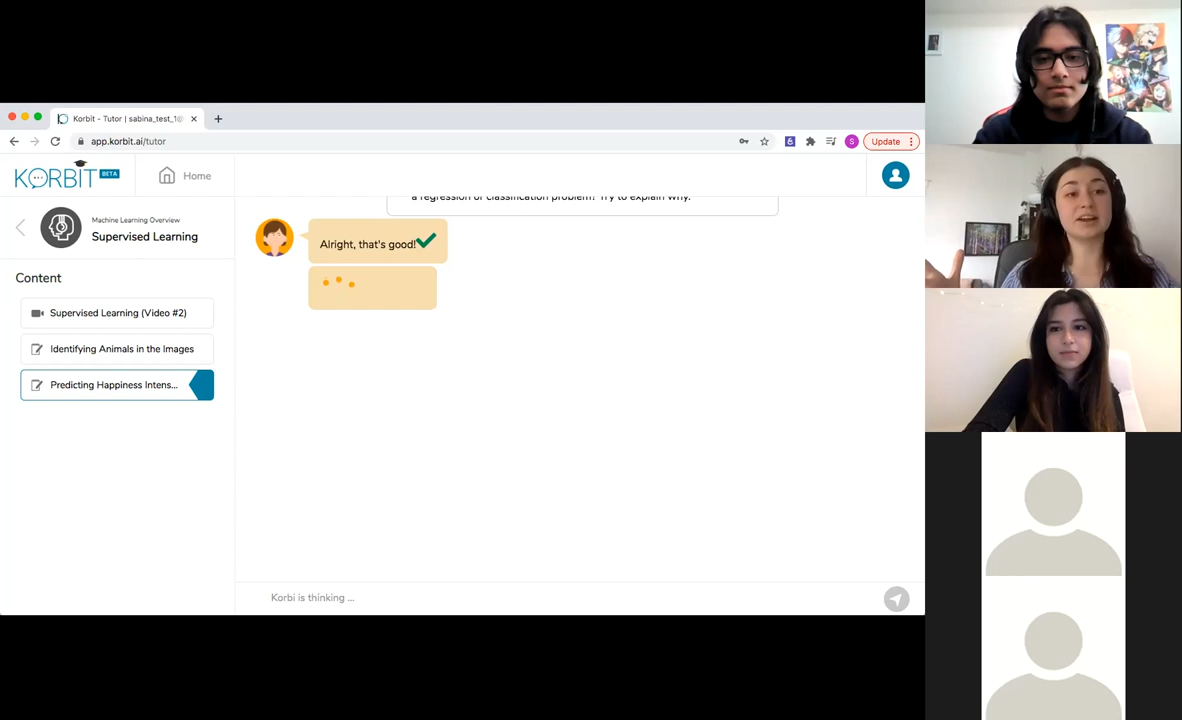 Korbit - Tutor | sabina_test_1@
app.korbit.ai/tutor
Update
KORBIT BETA
Home
a regression or classification problem? Try to explain why.
Machine Learning Overview
Supervised Learning
Alright, that's good!
Content
Supervised Learning (Video #2)
Identifying Animals in the Images
Predicting Happiness Intens...
Korbi is thinking ...
S